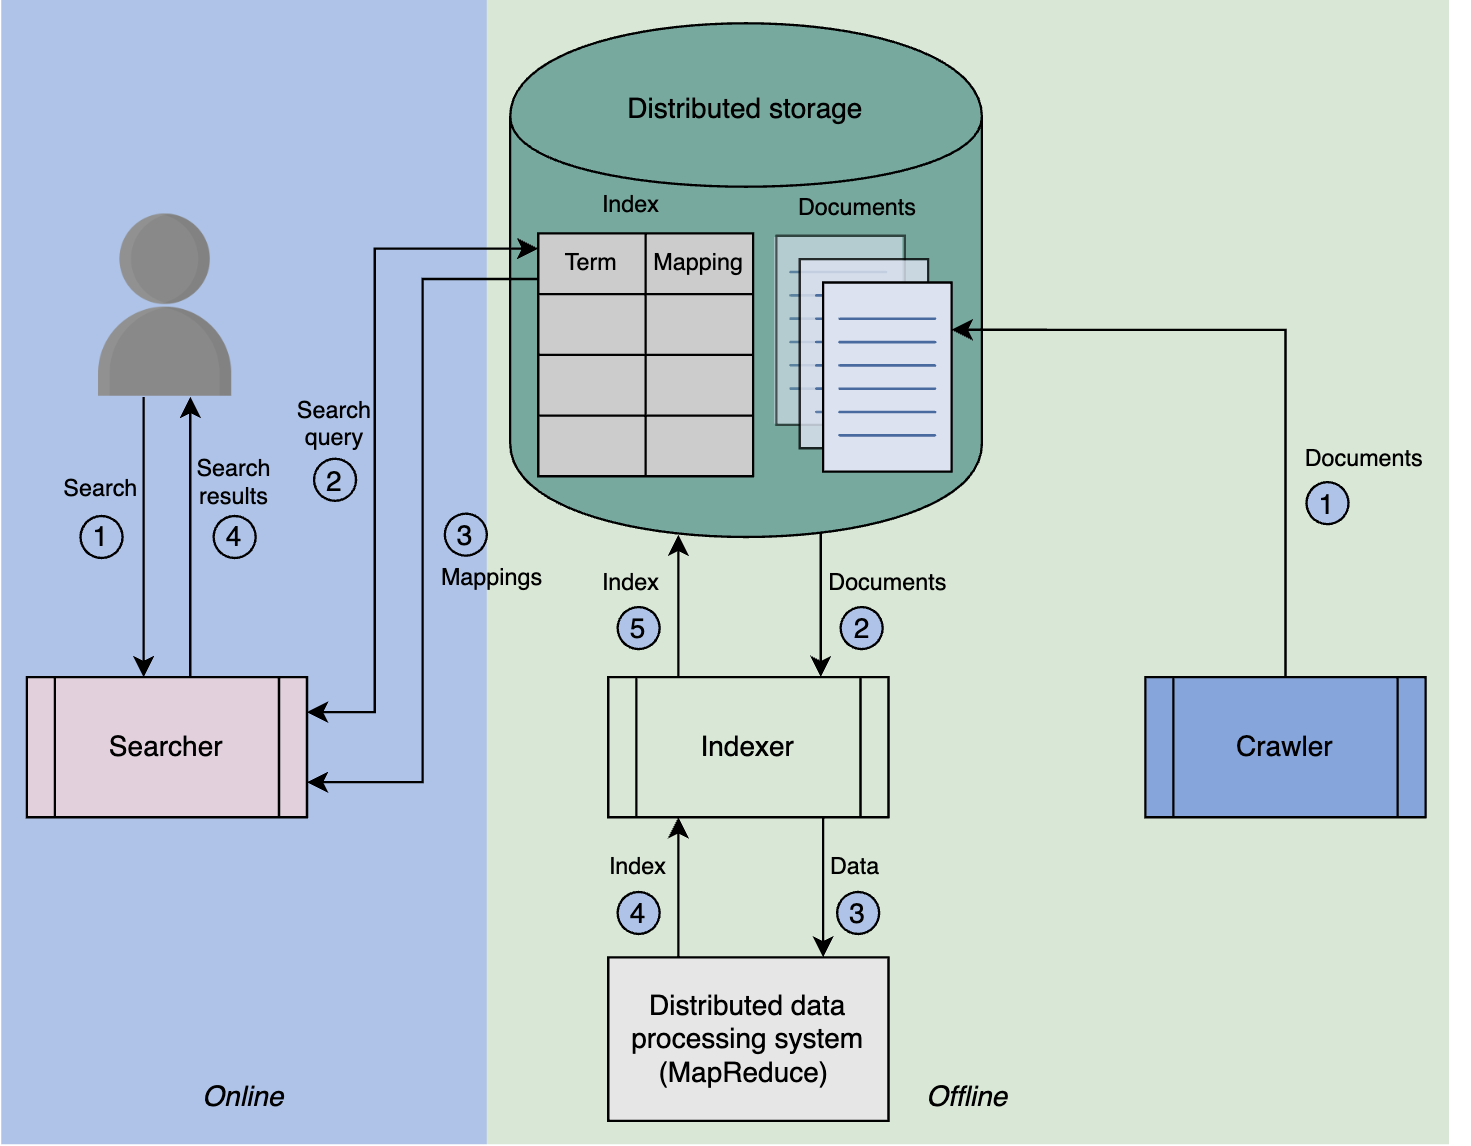 Distributed storage
Index
Documents
Term
Mapping
Search
query
2
Search
1
Search
results
4
3
Mappings
Documents
1
Index
5
Documents
2
Searcher
Indexer
Crawler
Index
4
Data
3
Distributed data
processing system
(MapReduce)
Online
Offline